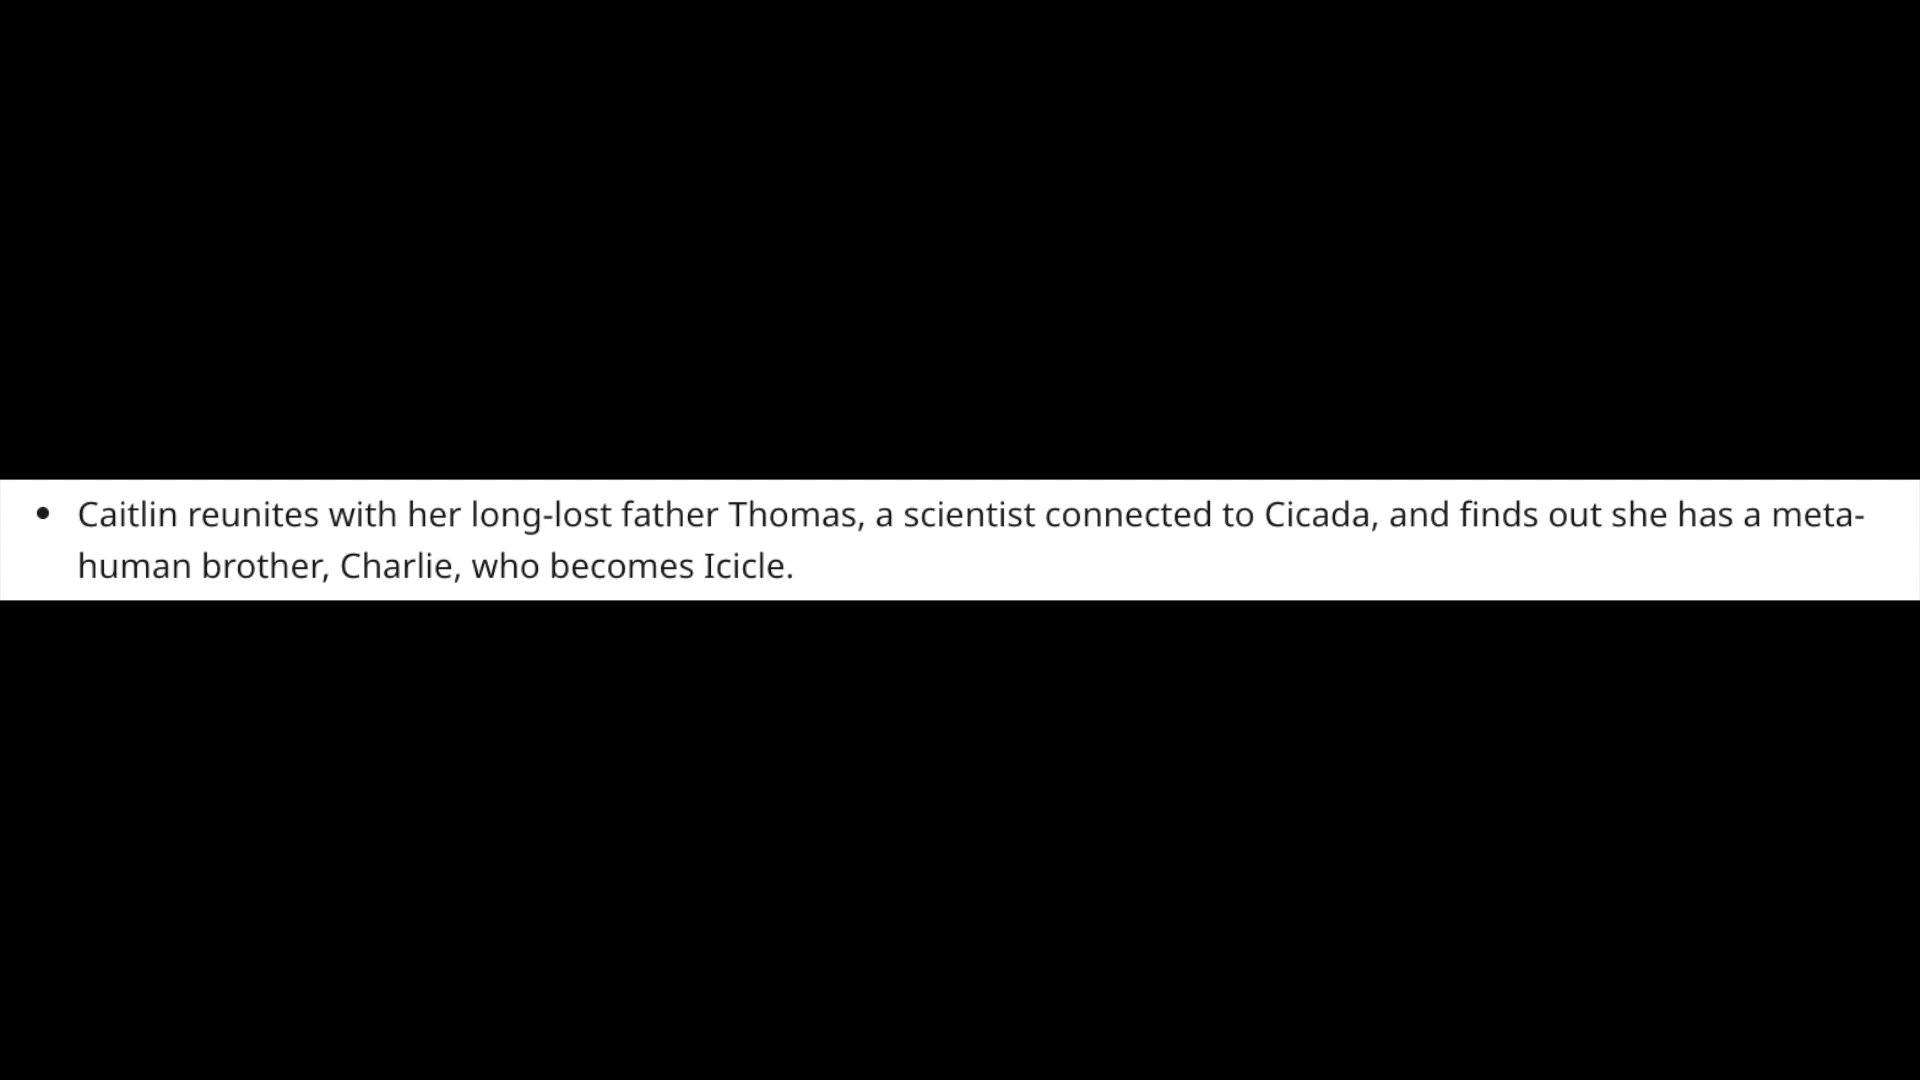 • Caitlin reunites with her long-lost father Thomas, a scientist connected to Cicada, and finds out she has a meta-
human brother, Charlie, who becomes Icicle.